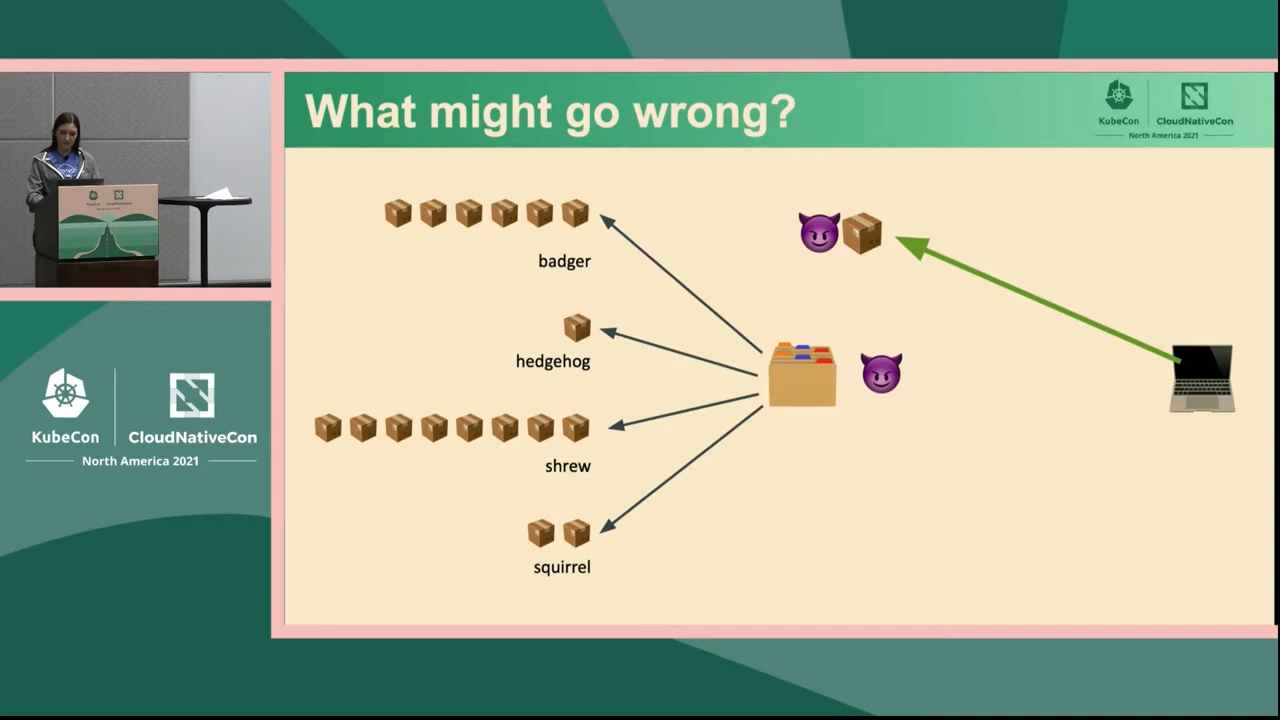 What might go wrong?
KubeCon CloudNativeCon
North America 2021
badger
hedgehog
shrew
squirrel
KubeCon CloudNativeCon
North America 2021